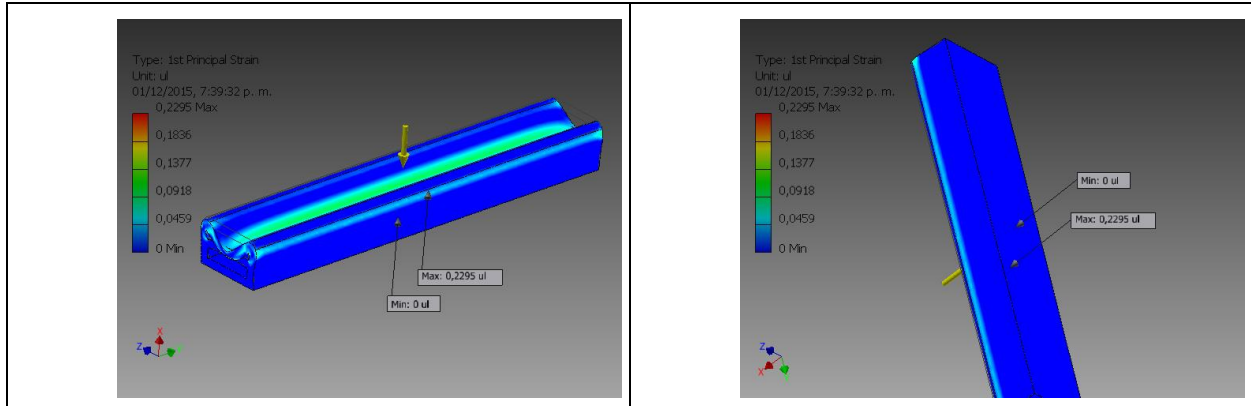 Type: 1st Principal Strain
Unit: ul
01/12/2015, 7:39:32 p. m.
0,2295 Max
0,1836
0,1377
0,0918
0,0459
0 Min
Max: 0,2295 ul
Min: 0 ul
Z
X
Type: 1st Principal Strain
Unit: ul
01/12/2015, 7:39:32 p. m.
0,2295 Max
0,1836
0,1377
0,0918
0,0459
0 Min
Min: 0 ul
Max: 0,2295 ul
Z
X